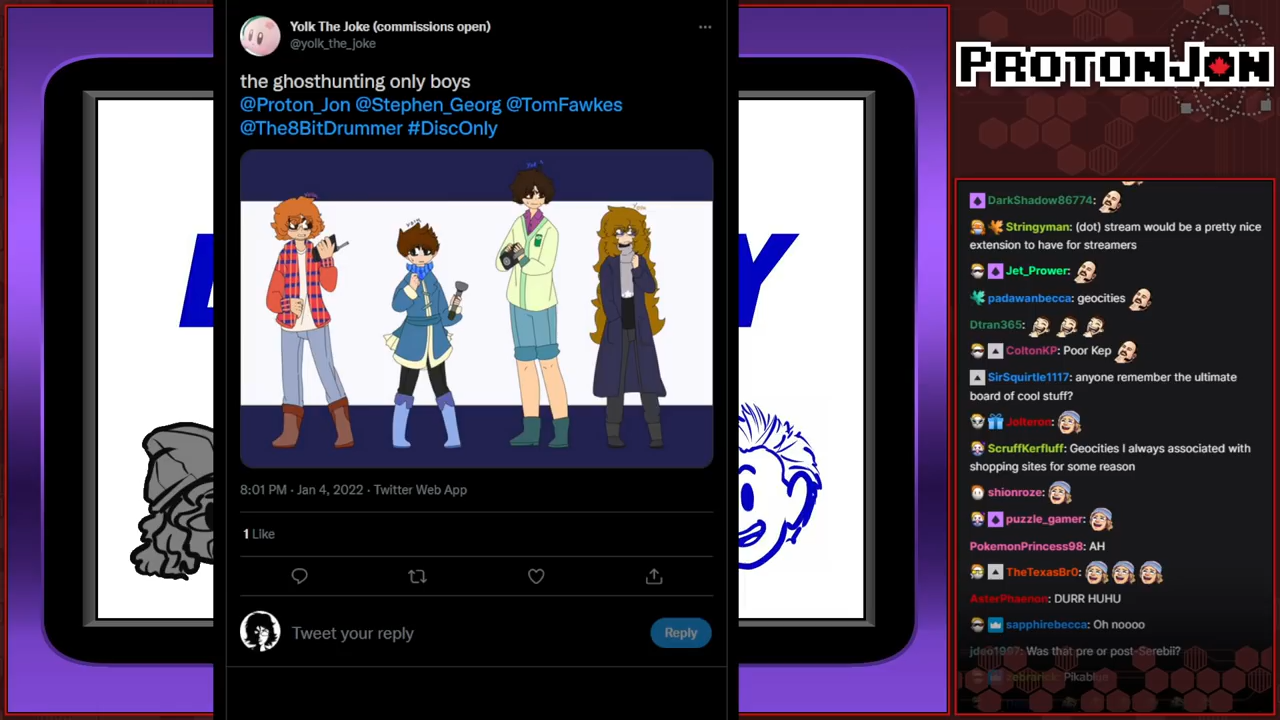 Yolk The Joke (commissions open)
@yolk_the_joke
the ghosthunting only boys
@Proton_Jon @Stephen_Georg @TomFawkes
@The8BitDrummer #DiscOnly
8:01 PM · Jan 4, 2022 · Twitter Web App
1 Like
Tweet your reply
Reply
Y
PROTONJON
DarkShadow86774:
Stringyman: (dot) stream would be a pretty nice
extension to have for streamers
Jet_Prower:
padawanbecca: geocities
Dtran365:
ColtonKP: Poor Kep
SirSquirtle1117: anyone remember the ultimate
board of cool stuff?
Jolteron:
ScruffKerfluff: Geocities I always associated with
shopping sites for some reason
shionroze:
puzzle_gamer:
PokemonPrincess98: AH
TheTexasBr0:
AsterPhaenon: DURR HUHU
sapphirebecca: Oh noooo
Was that pre or post-Serebii?